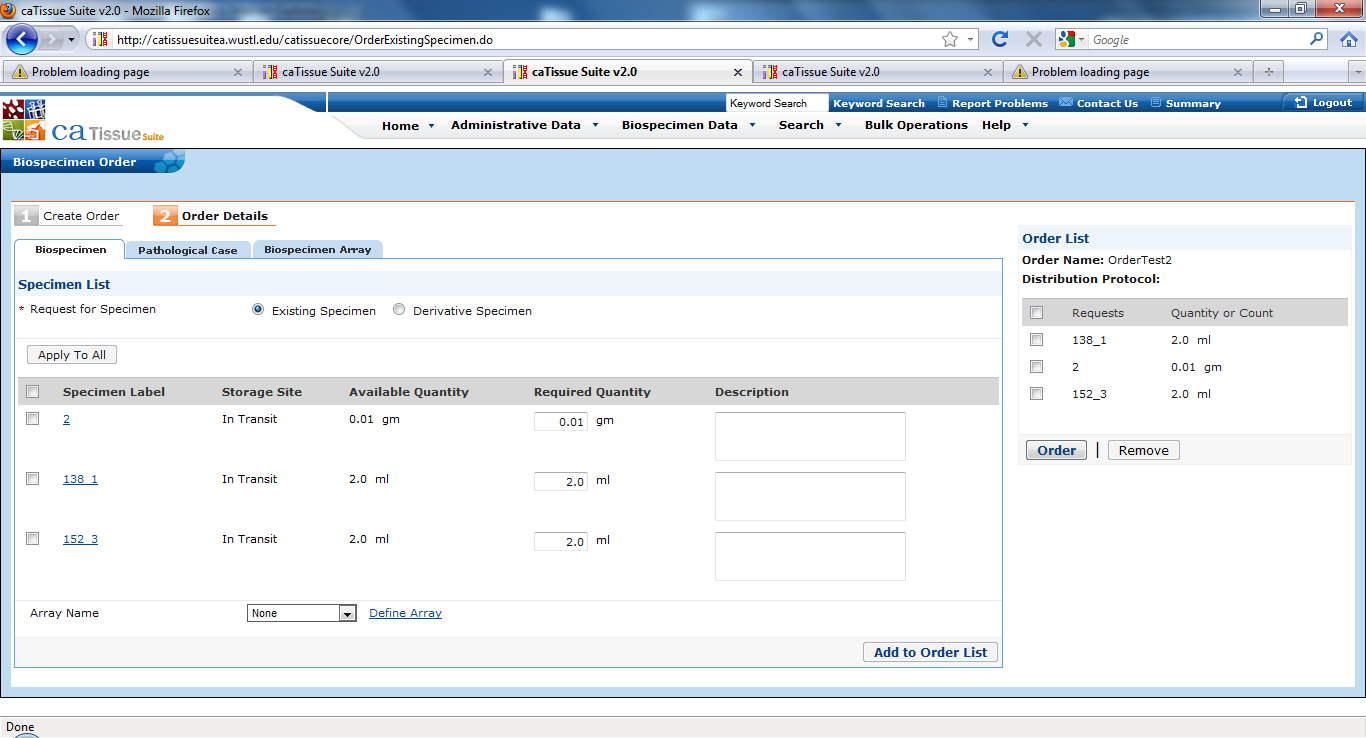 caTissue Suite v2.0 - Mozilla Firefox
http://catissuesuitea.wustl.edu/catissuecore/OrderExistingSpecimen.do
Google
Problem loading page
caTissue Suite v2.0
caTissue Suite v2.0
caTissue Suite v2.0
Problem loading page
Keyword Search
Keyword Search
Report Problems
Contact Us
Summary
Logout
ca Tissue Suite
Home
Administrative Data
Biospecimen Data
Search
Bulk Operations
Help
Biospecimen Order
1 Create Order
2 Order Details
Biospecimen
Pathological Case
Biospecimen Array
Specimen List
* Request for Specimen
Existing Specimen
Derivative Specimen
Apply To All
Specimen Label Storage Site Available Quantity Required Quantity Description
2 In Transit 0.01 gm 0.01 gm
138_1 In Transit 2.0 ml 2.0 ml
152_3 In Transit 2.0 ml 2.0 ml
Array Name None Define Array
Add to Order List
Order List
Order Name: OrderTest2
Distribution Protocol:
Requests Quantity or Count
138_1 2.0 ml
2 0.01 gm
152_3 2.0 ml
Order | Remove
Done